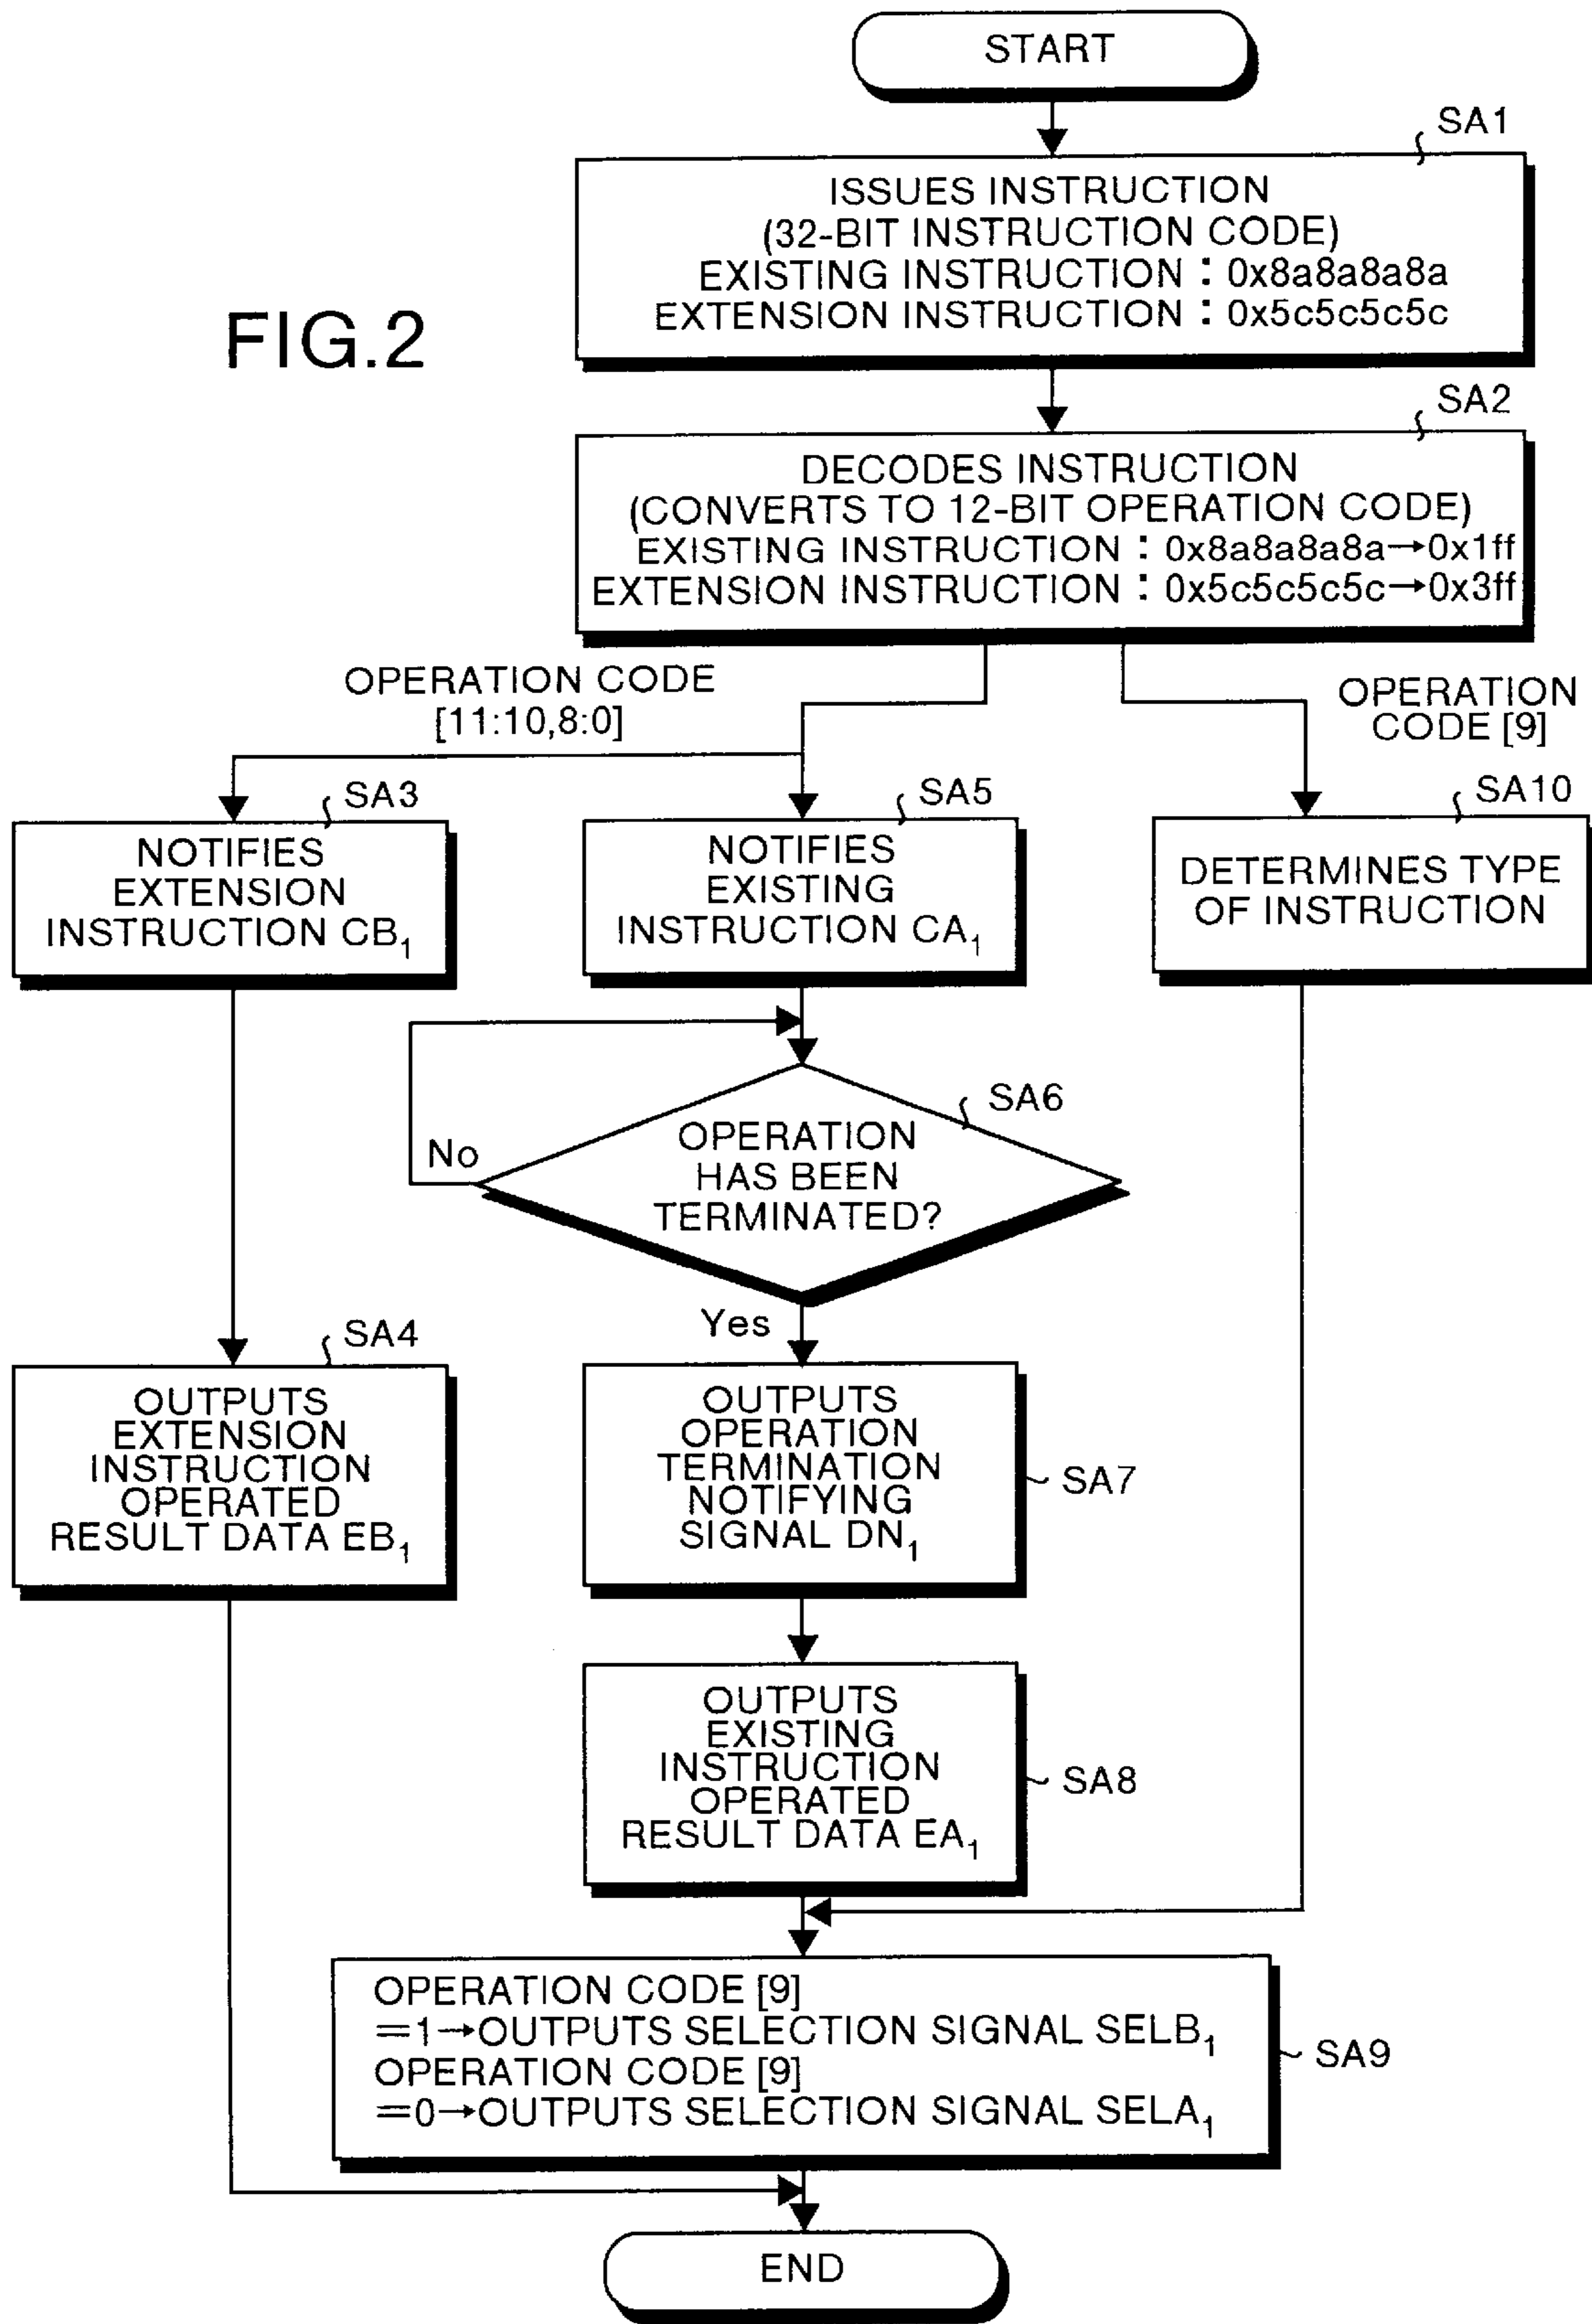 START
SA1
ISSUES INSTRUCTION
(32-BIT INSTRUCTION CODE)
EXISTING INSTRUCTION : 0x8a8a8a8a
EXTENSION INSTRUCTION : 0x5c5c5c5c
FIG.2
SA2
DECODES INSTRUCTION
(CONVERTS TO 12-BIT OPERATION CODE)
EXISTING INSTRUCTION : 0x8a8a8a8a→0x1ff
EXTENSION INSTRUCTION : 0x5c5c5c5c→0x3ff
OPERATION CODE
[11:10,8:0]
OPERATION
CODE [9]
SA3
NOTIFIES
EXTENSION
INSTRUCTION CB1
SA5
NOTIFIES
EXISTING
INSTRUCTION CA1
SA10
DETERMINES TYPE
OF INSTRUCTION
SA6
OPERATION
HAS BEEN
TERMINATED?
No
Yes
SA4
OUTPUTS
EXTENSION
INSTRUCTION
OPERATED
RESULT DATA EB1
OUTPUTS
OPERATION
TERMINATION
NOTIFYING
SIGNAL DN1
SA7
OUTPUTS
EXISTING
INSTRUCTION
OPERATED
RESULT DATA EA1
SA8
OPERATION CODE [9]
=1→OUTPUTS SELECTION SIGNAL SELB1
OPERATION CODE [9]
=0→OUTPUTS SELECTION SIGNAL SELA1
SA9
END